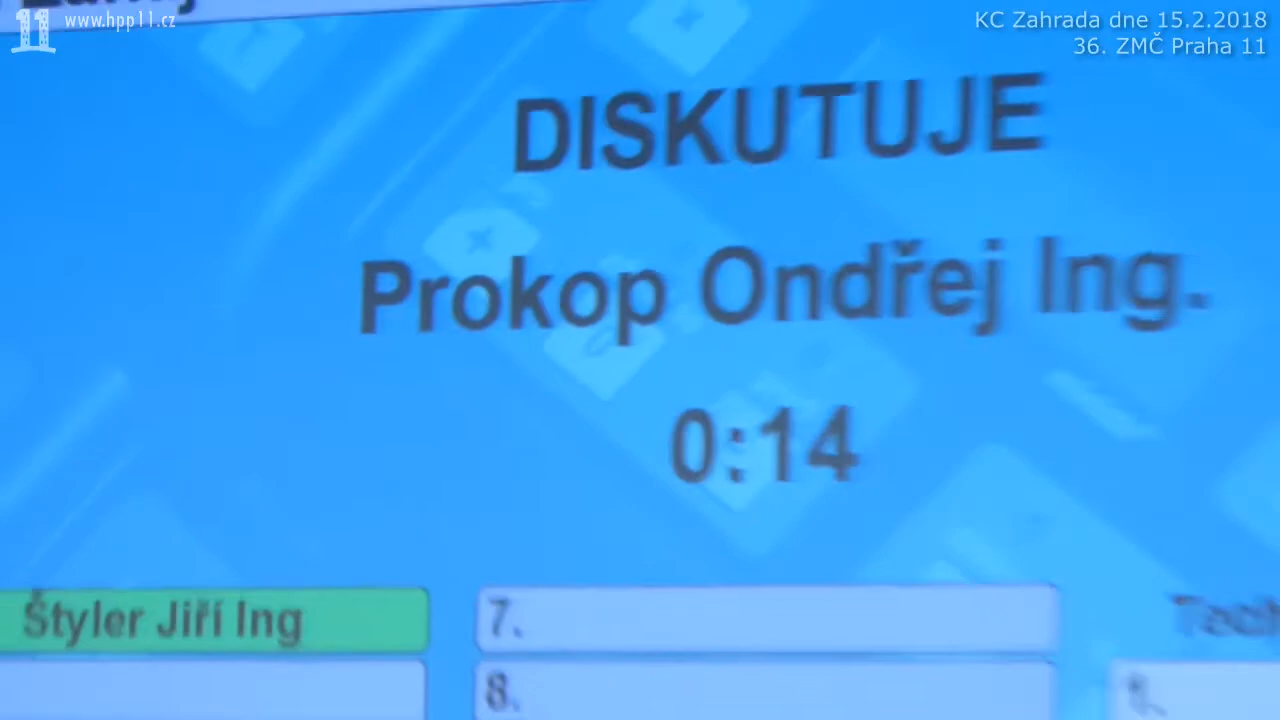 11 www.hpp11.cz
KC Zahrada dne 15.2.2018
36. ZMČ Praha 11
DISKUTUJE
Prokop Ondřej Ing.
0:14
Štyler Jiří Ing
7.
8.